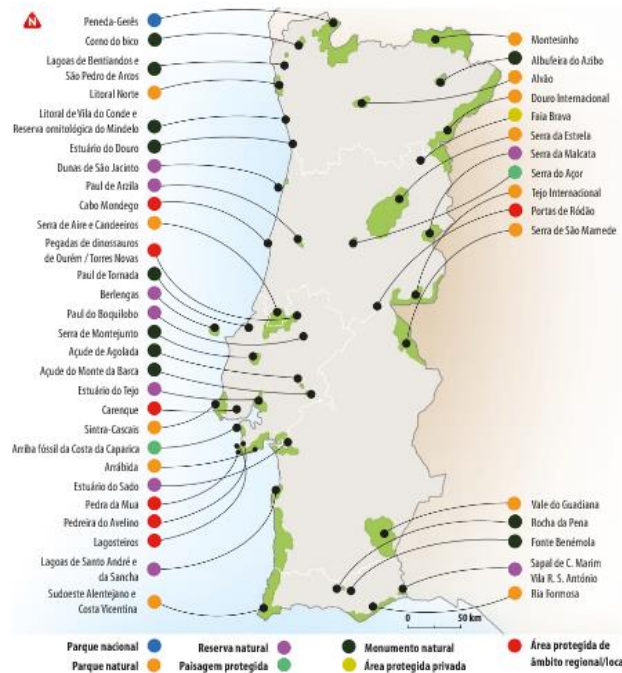 N
Peneda-Gerês
Corno do bico
Lagoas de Bentiandos e
São Pedro de Arcos
Litoral Norte
Litoral de Vila do Conde e
Reserva ornitológica do Mindelo
Estuário do Douro
Dunas de São Jacinto
Paul de Arzila
Cabo Mondego
Serra de Aire e Candeeiros
Pegadas de dinossauros
de Ourém / Torres Novas
Paul de Tornada
Berlengas
Paul do Boquilobo
Serra de Montejunto
Açude de Agolada
Açude do Monte da Barca
Estuário do Tejo
Carenque
Sintra-Cascais
Arriba fóssil da Costa da Caparica
Arrábida
Estuário do Sado
Pedra da Mua
Pedreira do Avelino
Lagosteiros
Lagoas de Santo André e
da Sancha
Sudoeste Alentejano e
Costa Vicentina
Montesinho
Albufeira do Azibo
Alvão
Douro Internacional
Faia Brava
Serra da Estrela
Serra da Malcata
Serra do Açor
Tejo Internacional
Portas de Ródão
Serra de São Mamede
Vale do Guadiana
Rocha da Pena
Fonte Benémola
Sapal de C. Marim
Vila R. S. António
Ria Formosa
0 50 km
Parque nacional
Parque natural
Reserva natural
Paisagem protegida
Monumento natural
Área protegida privada
Área protegida de
âmbito regional/loca